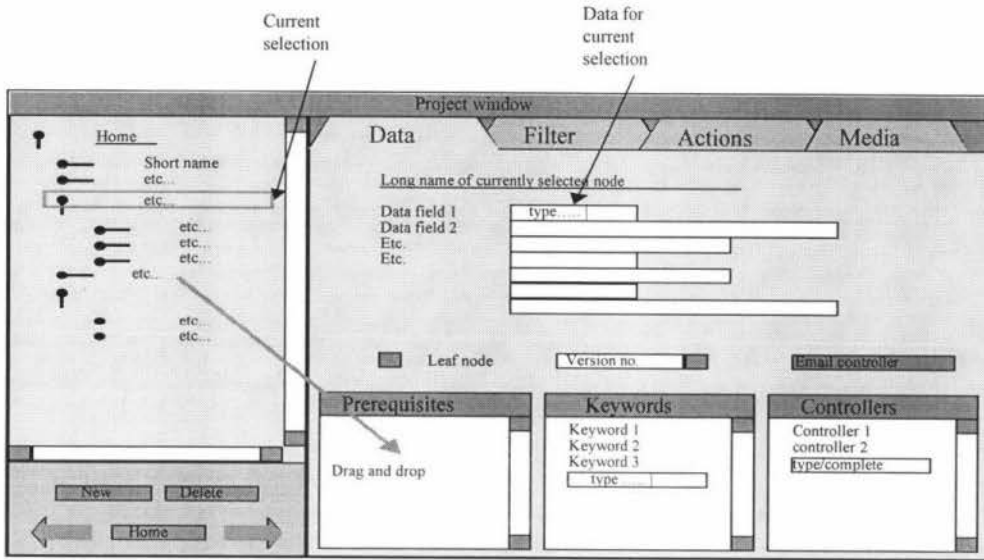 Current
selection
Data for
current
selection
Project window
Home
Short name
etc...
etc...
etc...
etc...
etc...
etc...
etc...
etc...
New
Delete
Home
Data
Filter
Actions
Media
Long name of currently selected node
Data field 1
type......
Data field 2
Etc.
Etc.
Leaf node
Version no.
Email controller
Prerequisites
Drag and drop
Keywords
Keyword 1
Keyword 2
Keyword 3
type......
Controllers
Controller 1
controller 2
type/complete